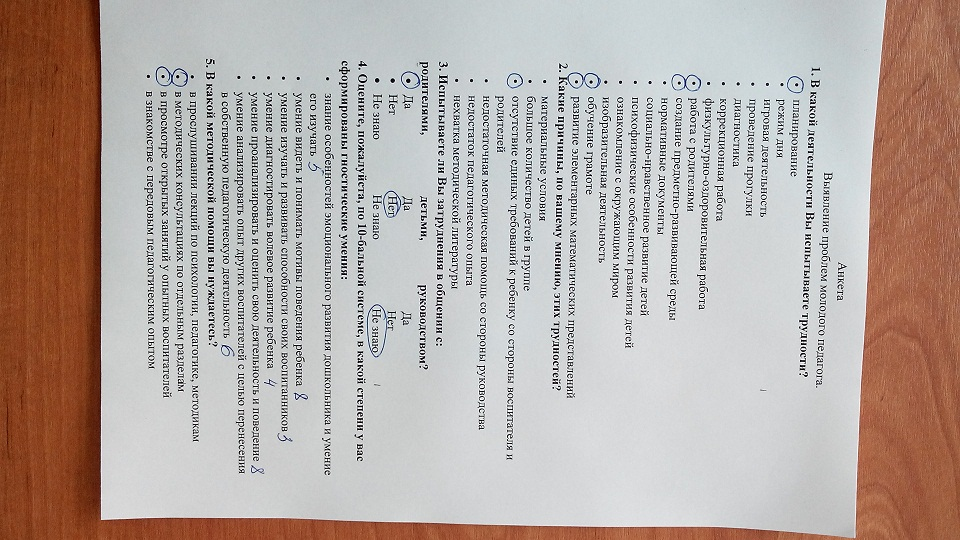 Анкета
Выявление проблем молодого педагога.
1. В какой деятельности Вы испытываете трудности?
• планирование
• режим дня
• игровая деятельность
• проведение прогулки
• диагностика
• коррекционная работа
• физкультурно-оздоровительная работа
• работа с родителями
• создание предметно-развивающей среды
• нормативные документы
• социально-нравственное развитие детей
• психофизические особенности развития детей
• ознакомление с окружающим миром
• изобразительная деятельность
• обучение грамоте
• развитие элементарных математических представлений
2. Какие причины, по вашему мнению, этих трудностей?
• материальные условия
• большое количество детей в группе
• отсутствие единых требований к ребенку со стороны воспитателя и
родителей
• недостаточная методическая помощь со стороны руководства
• недостаток педагогического опыта
• нехватка методической литературы
3. Испытываете ли Вы затруднения в общении с:
родителями, детьми, руководством?
• Да Да Да
• Нет Нет Нет
• Не знаю Не знаю Не знаю
4. Оцените, пожалуйста, по 10-бальной системе, в какой степени у вас
сформированы гностические умения:
• знание особенностей эмоционального развития дошкольника и умение
его изучать 5
• умение видеть и понимать мотивы поведения ребенка 8
• умение изучать и развивать способности своих воспитанников 3
• умение диагностировать волевое развитие ребенка 4
• умение проанализировать и оценить свою деятельность и поведение 8
• умение анализировать опыт других воспитателей с целью перенесения
в собственную педагогическую деятельность 6
5. В какой методической помощи вы нуждаетесь?
• в прослушивании лекций по психологии, педагогике, методикам
• в методических консультациях по отдельным разделам
• в просмотре открытых занятий у опытных воспитателей
• в знакомстве с передовым педагогическим опытом